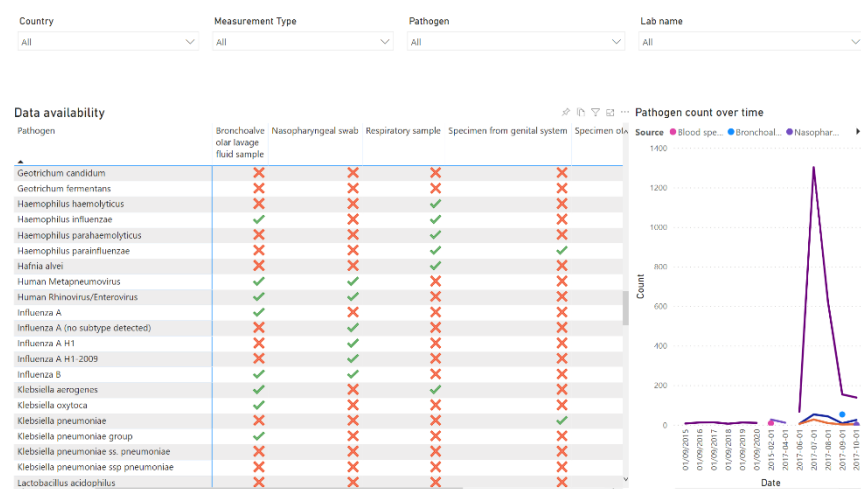 Country
Measurement Type
Pathogen
Lab name
All
All
All
All
Data availability
Pathogen count over time
Pathogen
Bronchoalve
olar lavage
fluid sample
Nasopharyngeal swab
Respiratory sample
Specimen from genital system
Source
Blood spe...
Bronchoal...
Nasophar...
Geotrichum candidum
Geotrichum fermentans
Haemophilus haemolyticus
Haemophilus influenzae
Haemophilus parahaemolyticus
Haemophilus parainfluenzae
Hafnia alvei
Human Metapneumovirus
Human Rhinovirus/Enterovirus
Influenza A
Influenza A (no subtype detected)
Influenza A H1
Influenza A H1-2009
Influenza B
Klebsiella aerogenes
Klebsiella oxytoca
Klebsiella pneumoniae
Klebsiella pneumoniae group
Klebsiella pneumoniae ss. pneumoniae
Klebsiella pneumoniae ssp pneumoniae
Lactobacillus acidophilus
1400
1200
1000
800
600
400
200
0
Count
01/09/2015
01/09/2016
01/09/2017
01/09/2018
01/09/2019
01/09/2020
2015-02-01
2017-04-01
2017-06-01
2017-07-01
2017-08-01
2017-09-01
2017-10-01
Date